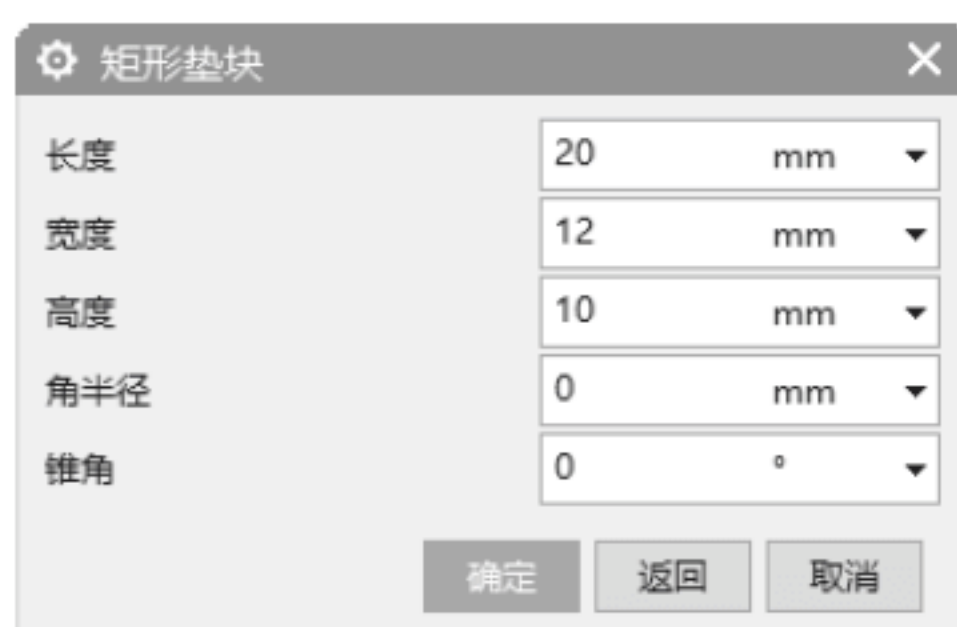 矩形垫块
长度 20 mm
宽度 12 mm
高度 10 mm
角半径 0 mm
锥角 0 °
确定 返回 取消